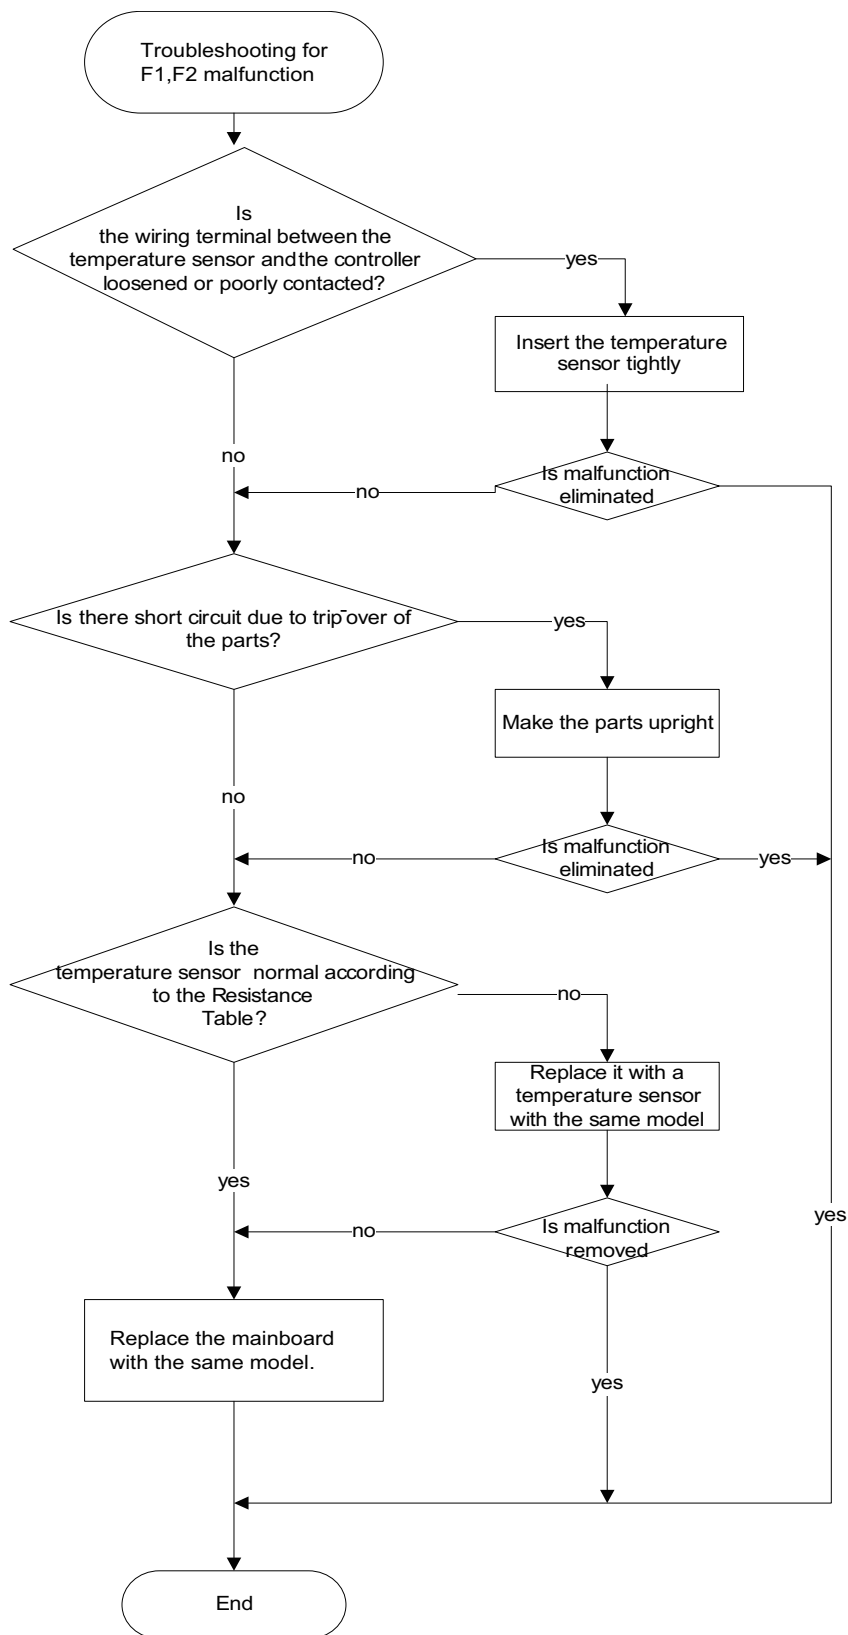 Troubleshooting for
F1,F2 malfunction
Is
the wiring terminal between the
temperature sensor and the controller
loosened or poorly contacted?
yes
Insert the temperature
sensor tightly
no
Is malfunction
eliminated
no
Is there short circuit due to trip-over of
the parts?
yes
Make the parts upright
no
Is malfunction
eliminated
no
yes
Is the
temperature sensor normal according
to the Resistance
Table?
no
Replace it with a
temperature sensor
with the same model
yes
yes
Is malfunction
removed
no
Replace the mainboard
with the same model.
yes
End